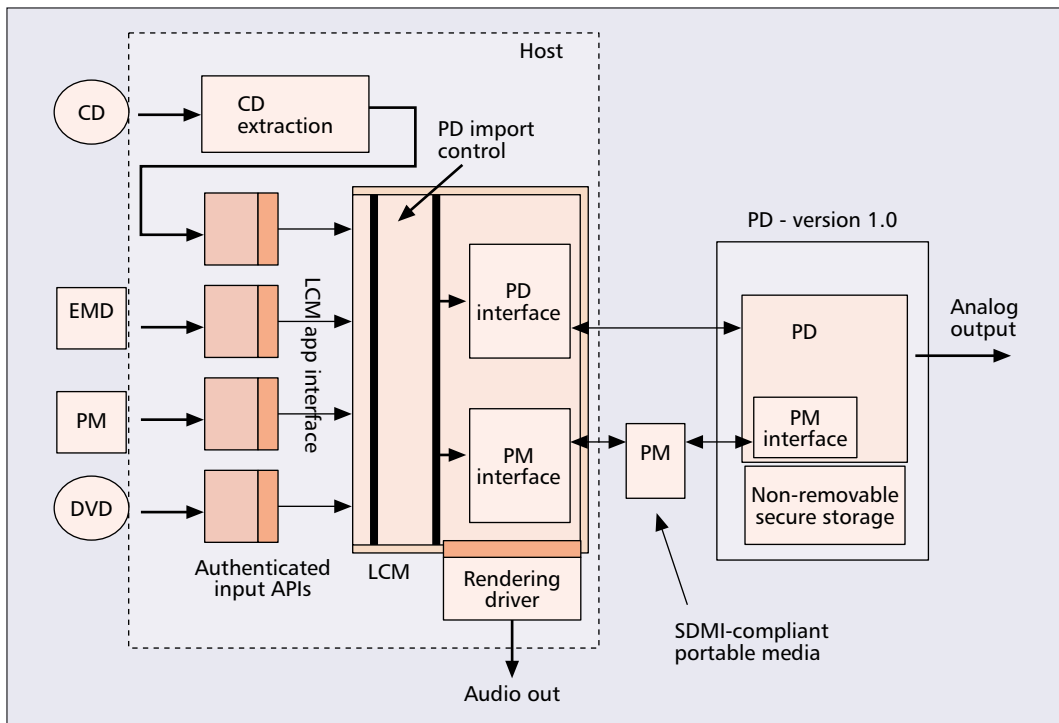 Host
CD
CD
extraction
PD import
control
EMD
PM
DVD
LCM app interface
Authenticated
input APIs
LCM
PD
interface
PM
interface
Rendering
driver
Audio out
PM
SDMI-compliant
portable media
PD - version 1.0
PD
PM
interface
Non-removable
secure storage
Analog
output